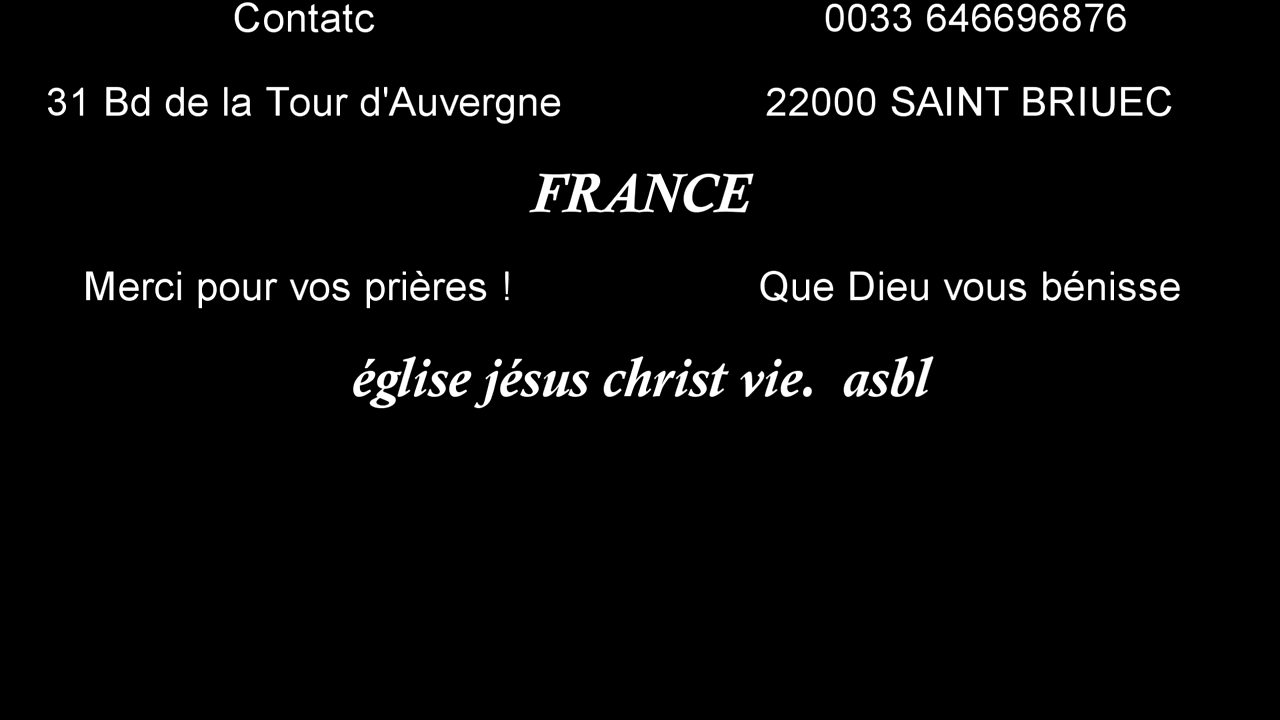 Contatc 0033 646696876
31 Bd de la Tour d'Auvergne 22000 SAINT BRIUEC
FRANCE
Merci pour vos prières ! Que Dieu vous bénisse
église jésus christ vie. asbl